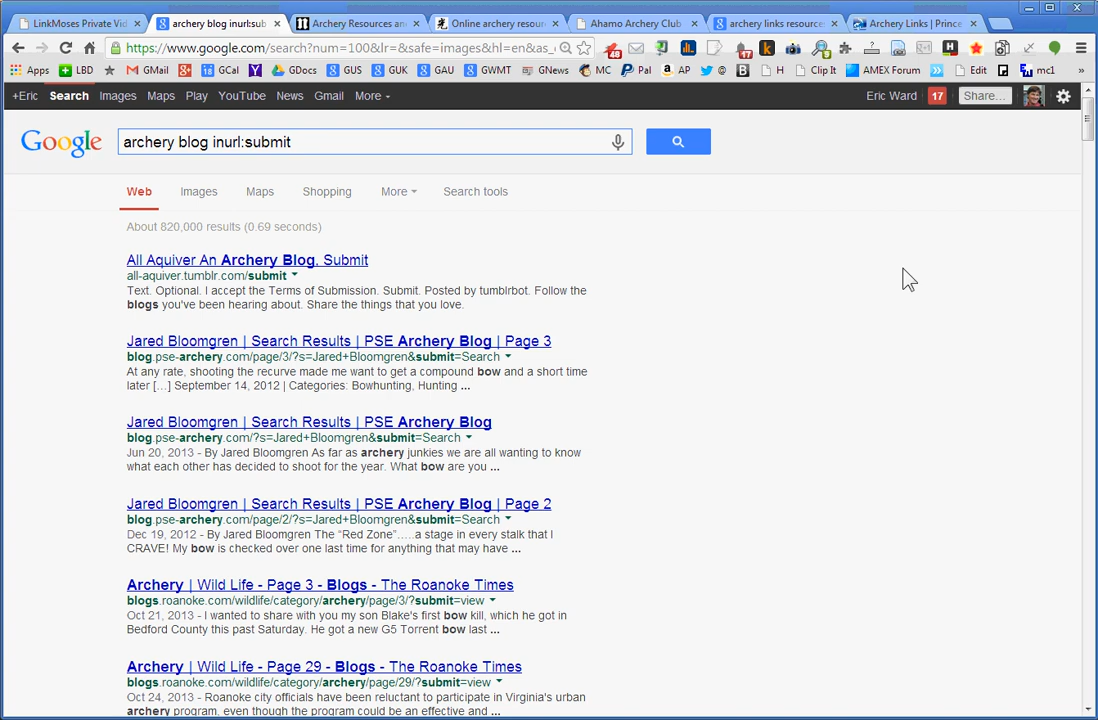 LinkMoses Private Vid
archery blog inurl:sub
Archery Resources an
Online archery resour
Ahamo Archery Club
archery links resource
Archery Links | Prince
https://www.google.com/search?num=100&lr=&safe=images&hl=en&as_
Apps LBD GMail GCal GDocs GUS GUK GAU GWMT GNews MC Pal AP @ H Clip It AMEX Forum Edit mc1 »
+Eric Search Images Maps Play YouTube News Gmail More Eric Ward 17 Share...
Google archery blog inurl:submit
Web Images Maps Shopping More Search tools
About 820,000 results (0.69 seconds)
All Aquiver An Archery Blog, Submit
all-aquiver.tumblr.com/submit
Text. Optional. I accept the Terms of Submission. Submit. Posted by tumblrbot. Follow the
blogs you've been hearing about. Share the things that you love.
Jared Bloomgren | Search Results | PSE Archery Blog | Page 3
blog.pse-archery.com/page/3/?s=Jared+Bloomgren&submit=Search
At any rate, shooting the recurve made me want to get a compound bow and a short time
later [...] September 14, 2012 | Categories: Bowhunting, Hunting ...
Jared Bloomgren | Search Results | PSE Archery Blog
blog.pse-archery.com/?s=Jared+Bloomgren&submit=Search
Jun 20, 2013 - By Jared Bloomgren As far as archery junkies we are all wanting to know
what each other has decided to shoot for the year. What bow are you ...
Jared Bloomgren | Search Results | PSE Archery Blog | Page 2
blog.pse-archery.com/page/2/?s=Jared+Bloomgren&submit=Search
Dec 19, 2012 - By Jared Bloomgren The “Red Zone”.....a stage in every stalk that I
CRAVE! My bow is checked over one last time for anything that may have ...
Archery | Wild Life - Page 3 - Blogs - The Roanoke Times
blogs.roanoke.com/wildlife/category/archery/page/3/?submit=view
Oct 21, 2013 - I wanted to share with you my son Blake's first bow kill, which he got in
Bedford County this past Saturday. He got a new G5 Torrent bow last ...
Archery | Wild Life - Page 29 - Blogs - The Roanoke Times
blogs.roanoke.com/wildlife/category/archery/page/29/?submit=view
Oct 24, 2013 - Roanoke city officials have been reluctant to participate in Virginia's urban
archery program, even though the program could be an effective and ...